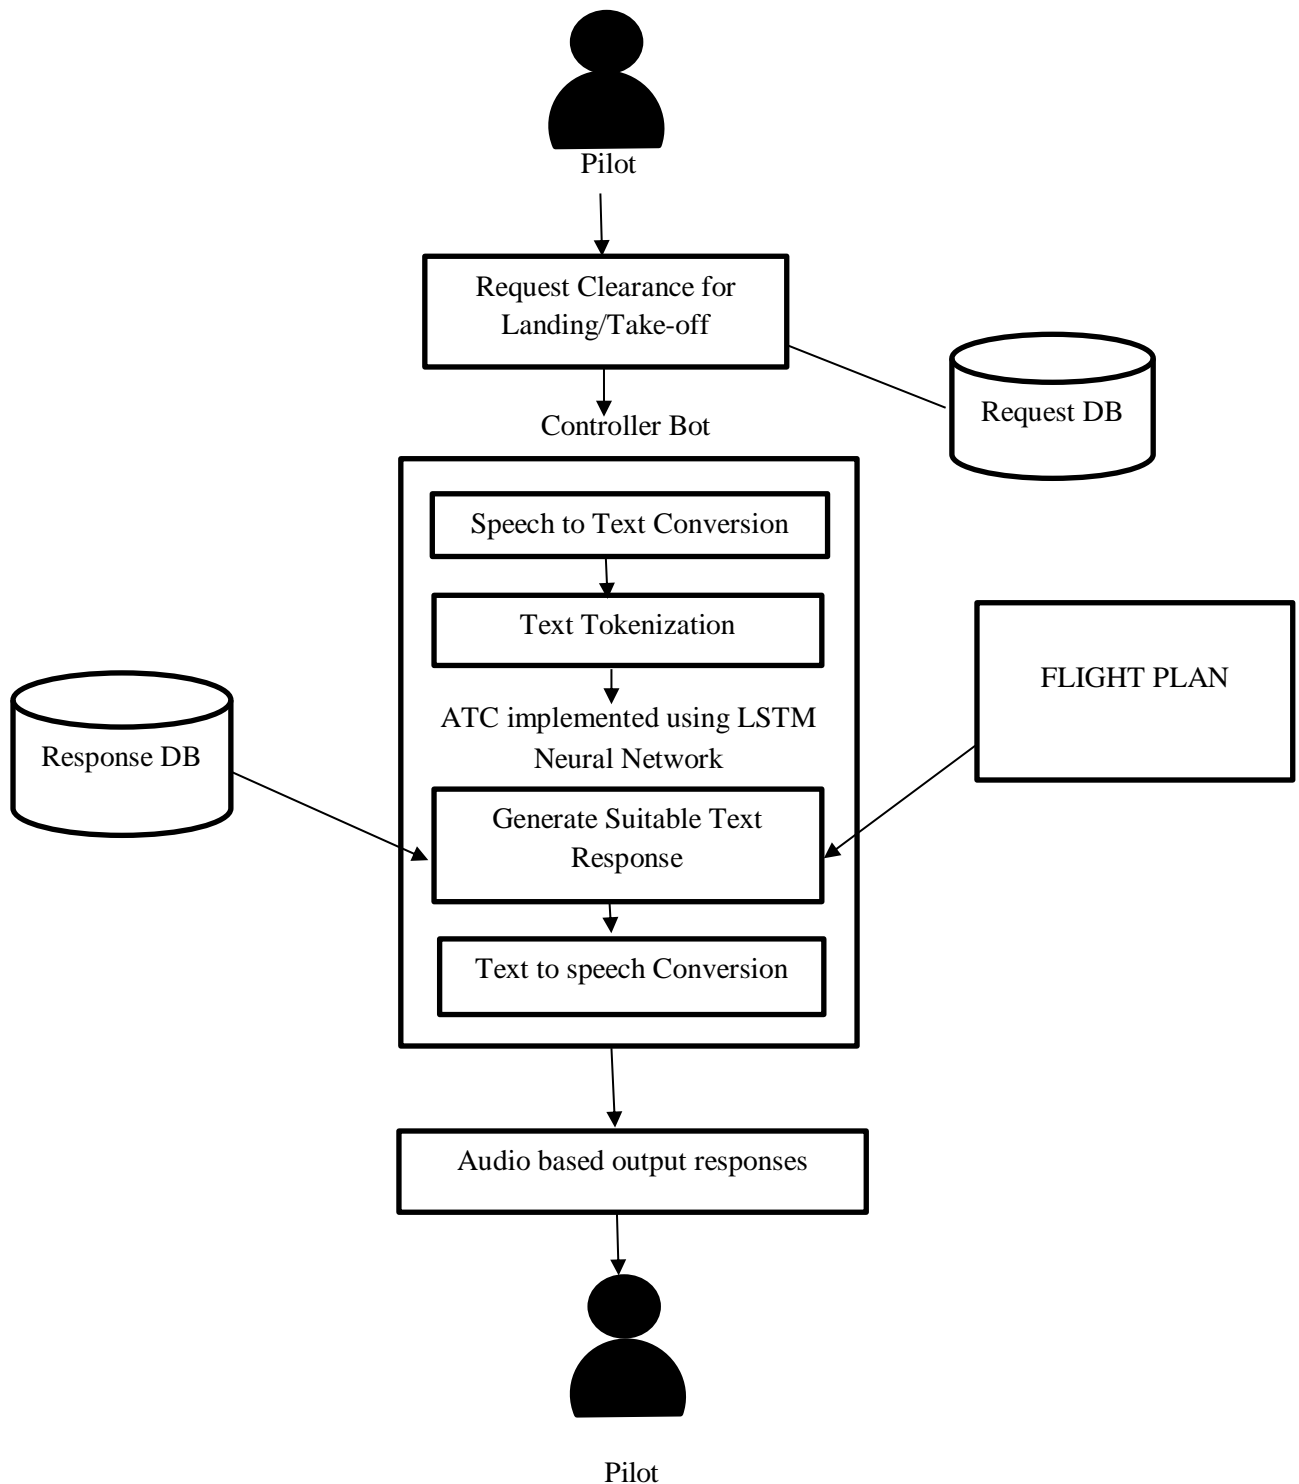 Pilot
Request Clearance for
Landing/Take-off
Request DB
Controller Bot
Speech to Text Conversion
Text Tokenization
FLIGHT PLAN
ATC implemented using LSTM
Neural Network
Response DB
Generate Suitable Text
Response
Text to speech Conversion
Audio based output responses
Pilot